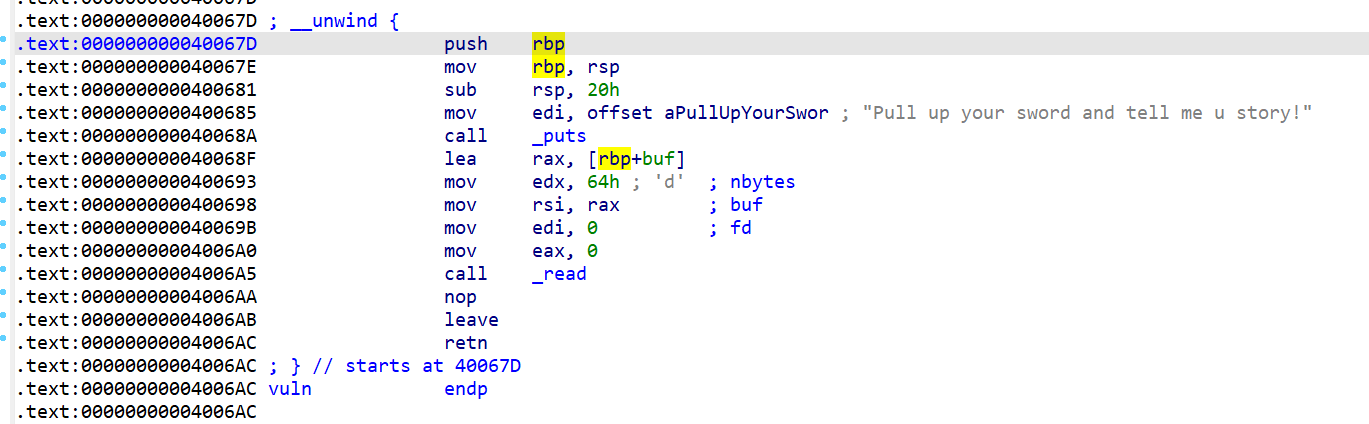 .text:000000000040067D
.text:000000000040067D ; __unwind {
.text:000000000040067D push rbp
.text:000000000040067E mov rbp, rsp
.text:0000000000400681 sub rsp, 20h
.text:0000000000400685 mov edi, offset aPullUpYourSwor ; "Pull up your sword and tell me u story!"
.text:000000000040068A call _puts
.text:000000000040068F lea rax, [rbp+buf]
.text:0000000000400693 mov edx, 64h ; 'd' ; nbytes
.text:0000000000400698 mov rsi, rax ; buf
.text:000000000040069B mov edi, 0 ; fd
.text:00000000004006A0 mov eax, 0
.text:00000000004006A5 call _read
.text:00000000004006AA nop
.text:00000000004006AB leave
.text:00000000004006AC retn
.text:00000000004006AC ; } // starts at 40067D
.text:00000000004006AC vuln endp
.text:00000000004006AC